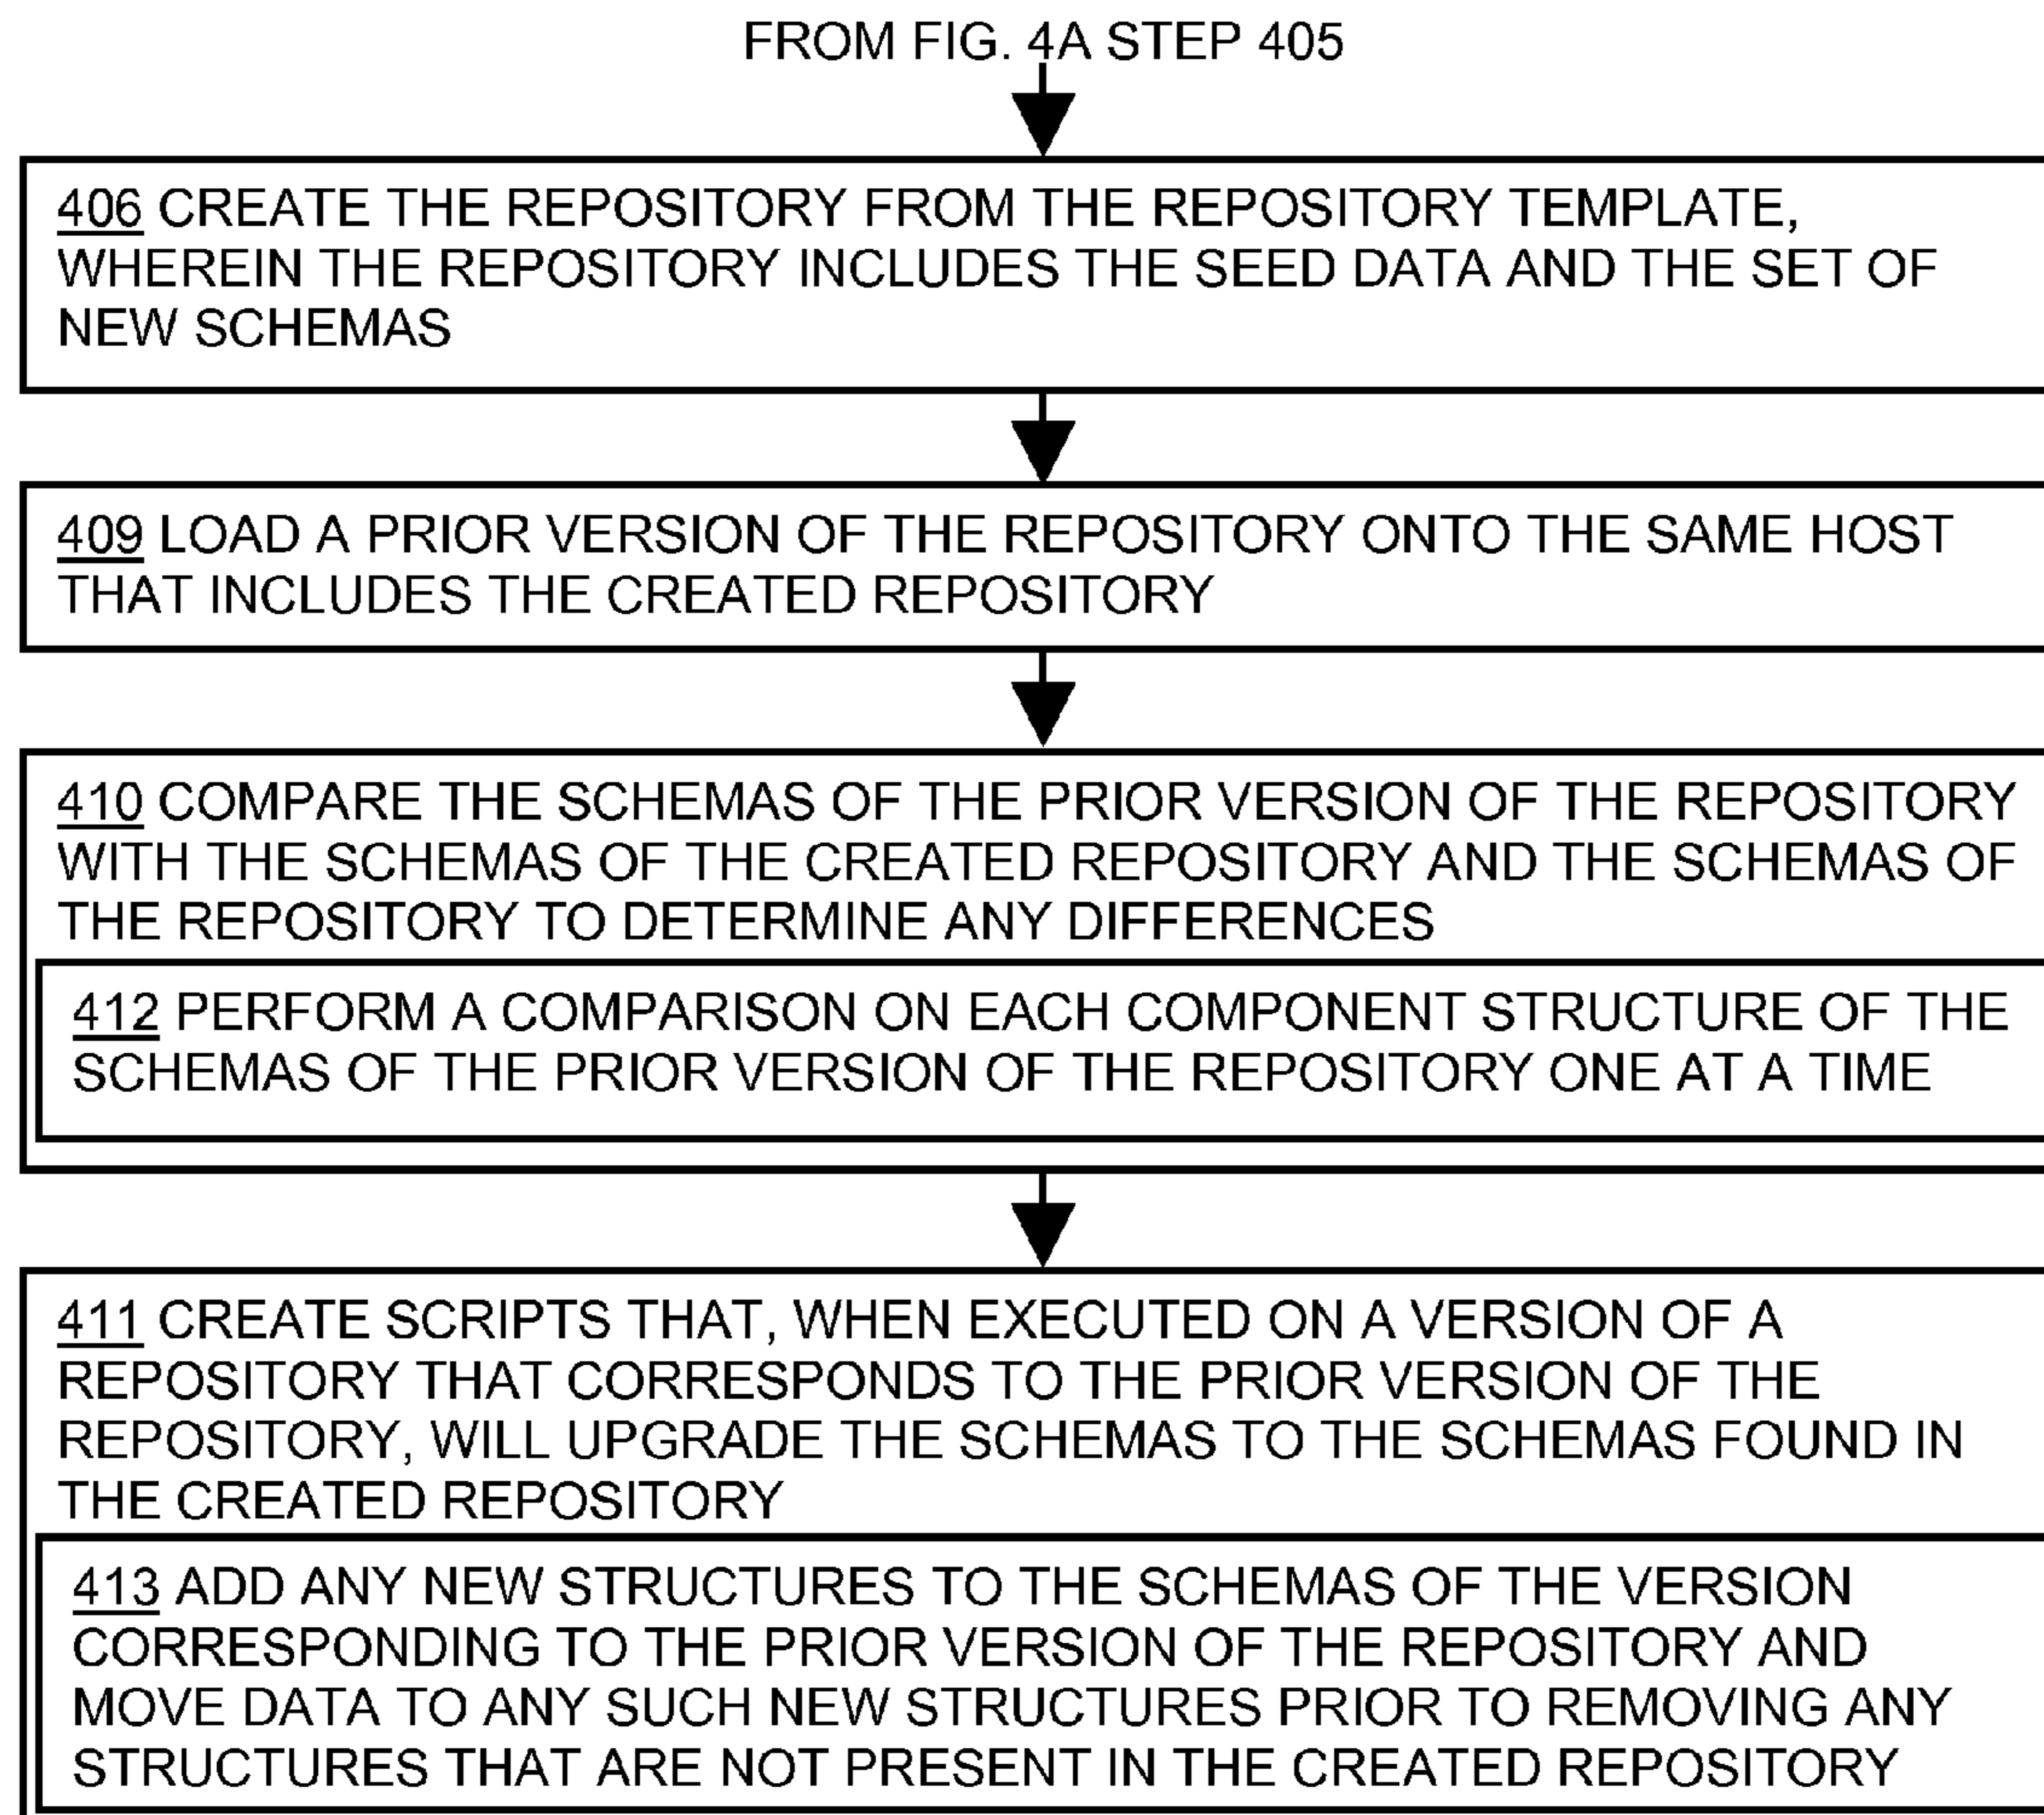 FROM FIG. 4A STEP 405
406 CREATE THE REPOSITORY FROM THE REPOSITORY TEMPLATE,
WHEREIN THE REPOSITORY INCLUDES THE SEED DATA AND THE SET OF
NEW SCHEMAS
409 LOAD A PRIOR VERSION OF THE REPOSITORY ONTO THE SAME HOST
THAT INCLUDES THE CREATED REPOSITORY
410 COMPARE THE SCHEMAS OF THE PRIOR VERSION OF THE REPOSITORY
WITH THE SCHEMAS OF THE CREATED REPOSITORY AND THE SCHEMAS OF
THE REPOSITORY TO DETERMINE ANY DIFFERENCES
412 PERFORM A COMPARISON ON EACH COMPONENT STRUCTURE OF THE
SCHEMAS OF THE PRIOR VERSION OF THE REPOSITORY ONE AT A TIME
411 CREATE SCRIPTS THAT, WHEN EXECUTED ON A VERSION OF A
REPOSITORY THAT CORRESPONDS TO THE PRIOR VERSION OF THE
REPOSITORY, WILL UPGRADE THE SCHEMAS TO THE SCHEMAS FOUND IN
THE CREATED REPOSITORY
413 ADD ANY NEW STRUCTURES TO THE SCHEMAS OF THE VERSION
CORRESPONDING TO THE PRIOR VERSION OF THE REPOSITORY AND
MOVE DATA TO ANY SUCH NEW STRUCTURES PRIOR TO REMOVING ANY
STRUCTURES THAT ARE NOT PRESENT IN THE CREATED REPOSITORY